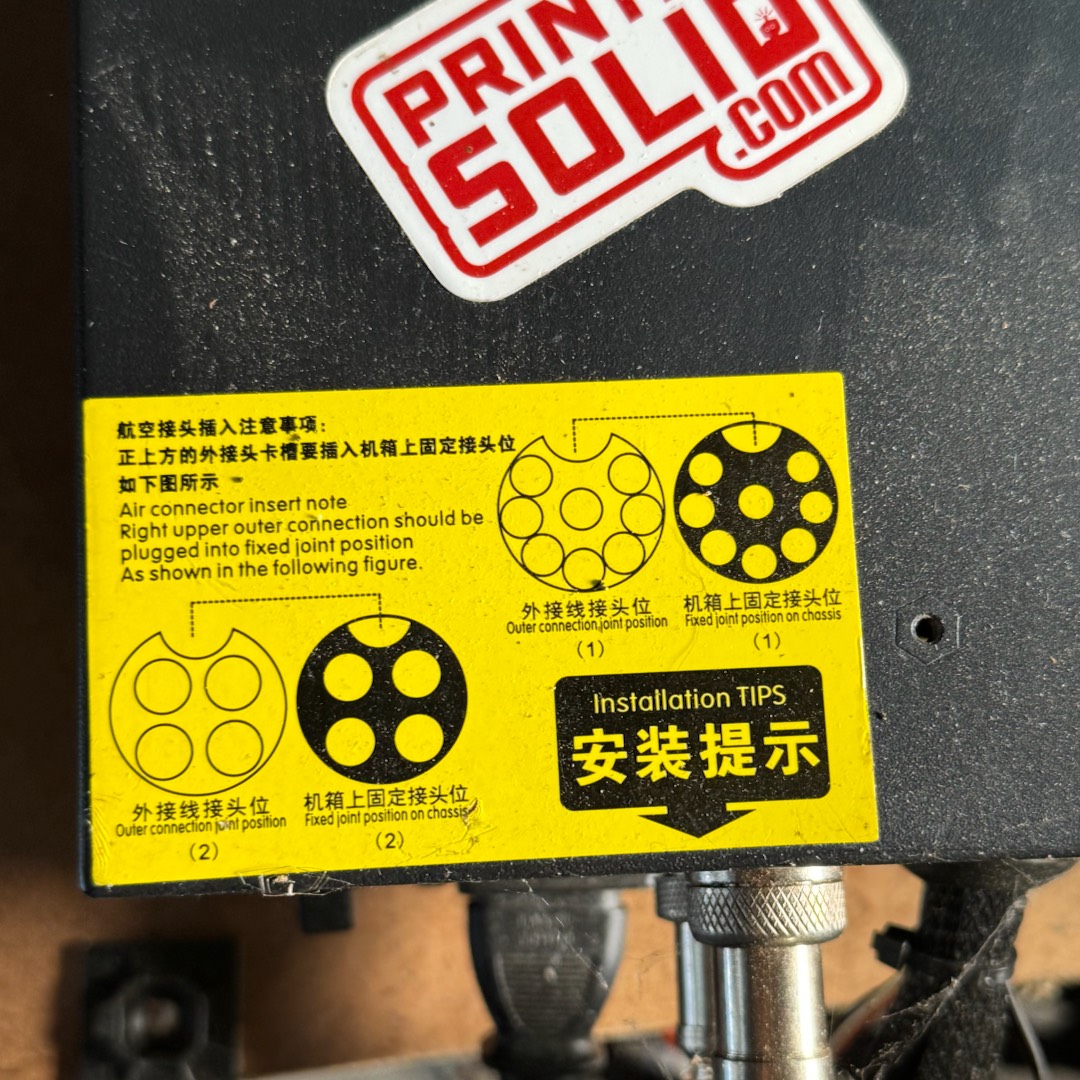 SOLID
.COM
航空接头插入注意事项:
正上方的外接头卡槽要插入机箱上固定接头位
如下图所示
Air connector insert note
Right upper outer connection should be
plugged into fixed joint position
As shown in the following figure.
外接线接头位
Outer connection joint position
(1)
机箱上固定接头位
Fixed joint position on chassis
(1)
外接线接头位
Outer connection joint position
(2)
机箱上固定接头位
Fixed joint position on chassis
(2)
Installation TIPS
安装提示